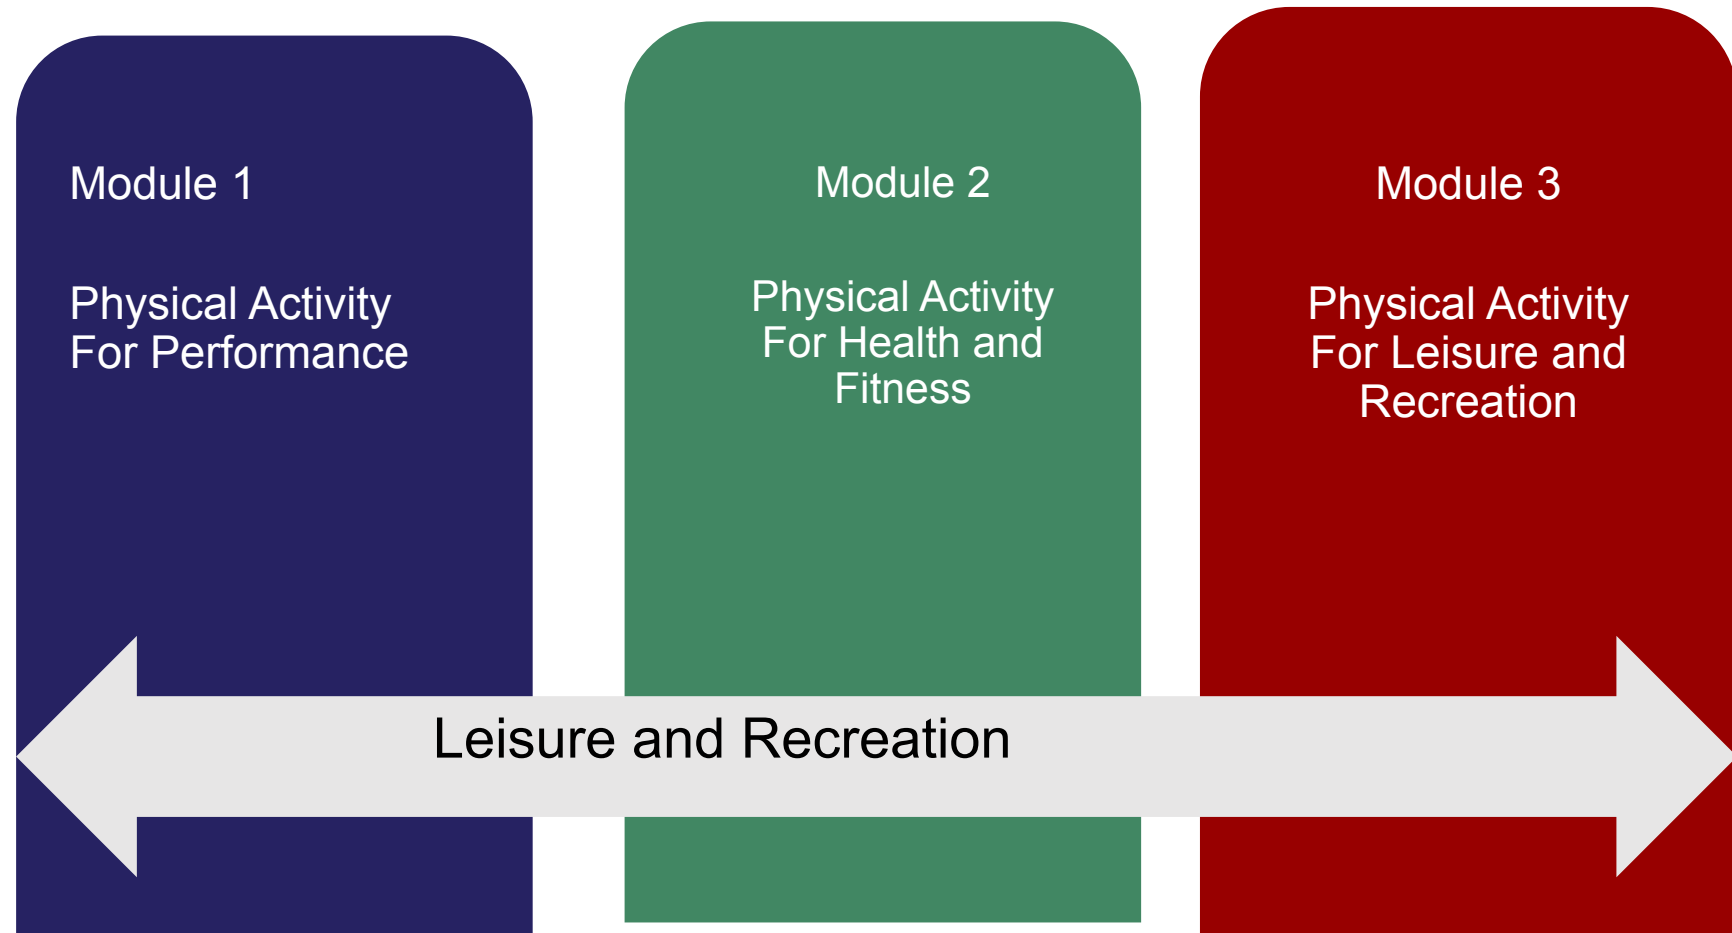 Module 1
Physical Activity
For Performance
Module 2
Physical Activity
For Health and
Fitness
Module 3
Physical Activity
For Leisure and
Recreation
Leisure and Recreation